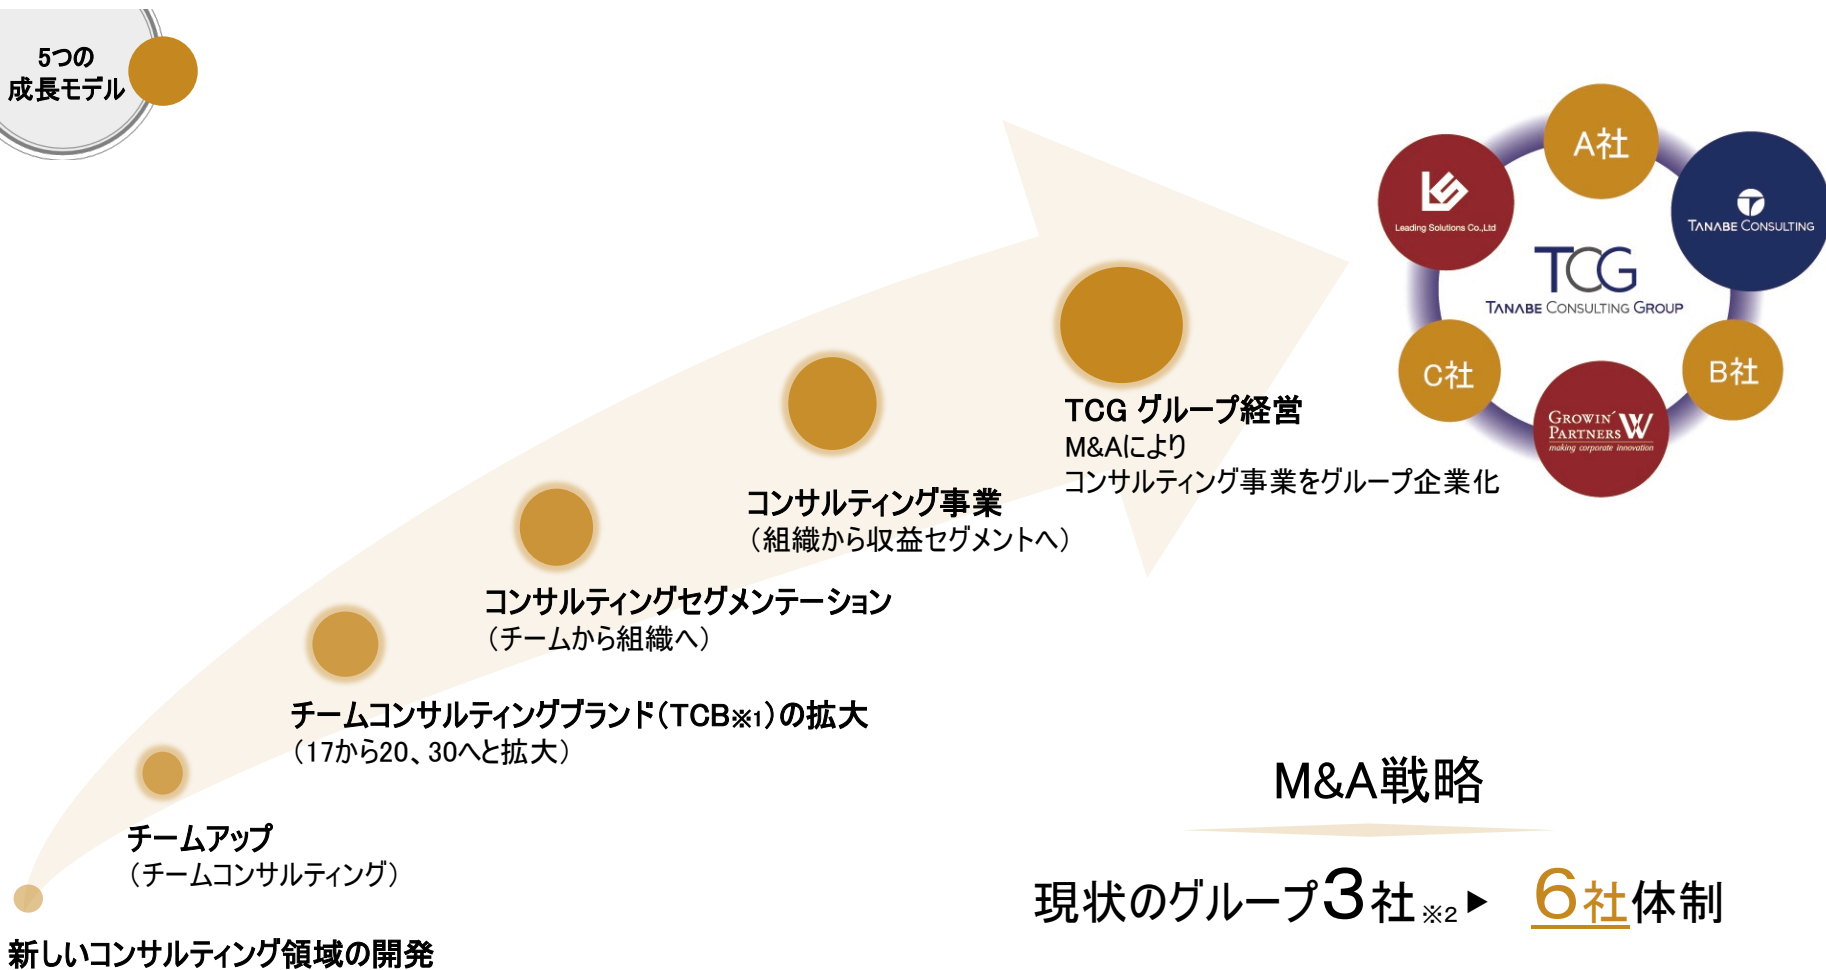 5つの
成長モデル
A社
Leading Solutions Co.,Ltd
TANABE CONSULTING
TCG
TANABE CONSULTING GROUP
C社
B社
GROWIN' PARTNERS W
making corporate innovation
TCG グループ経営
M&Aにより
コンサルティング事業をグループ企業化
コンサルティング事業
（組織から収益セグメントへ）
コンサルティングセグメンテーション
（チームから組織へ）
チームコンサルティングブランド（TCB※1）の拡大
（17から20、30へと拡大）
チームアップ
（チームコンサルティング）
新しいコンサルティング領域の開発
M&A戦略
現状のグループ3社※2▶ 6社体制